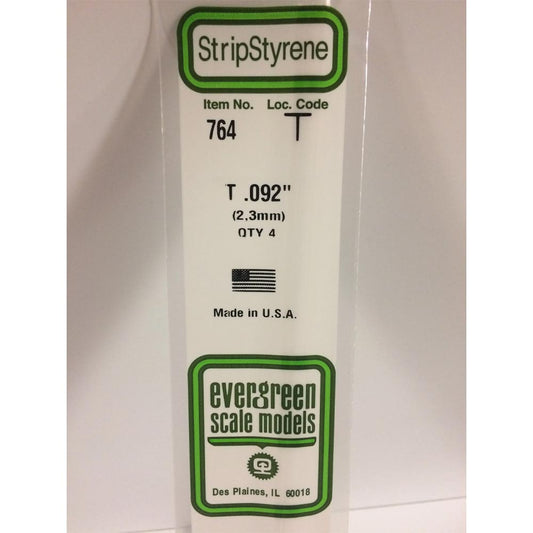 StripStyrene
Item No. Loc. Code
764 T
T .092"
(2,3mm)
QTY 4
Made in U.S.A.
evergreen
scale models
Des Plaines, IL 60018